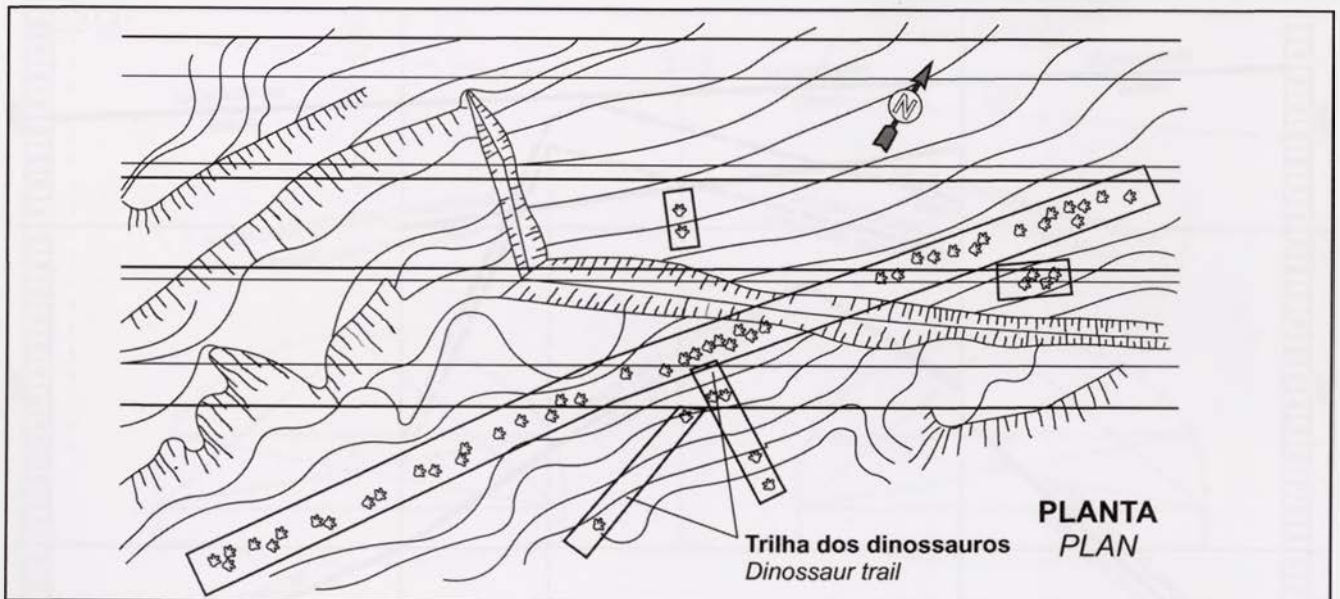 N
Trilha dos dinossauros
Dinossaur trail
PLANTA
PLAN